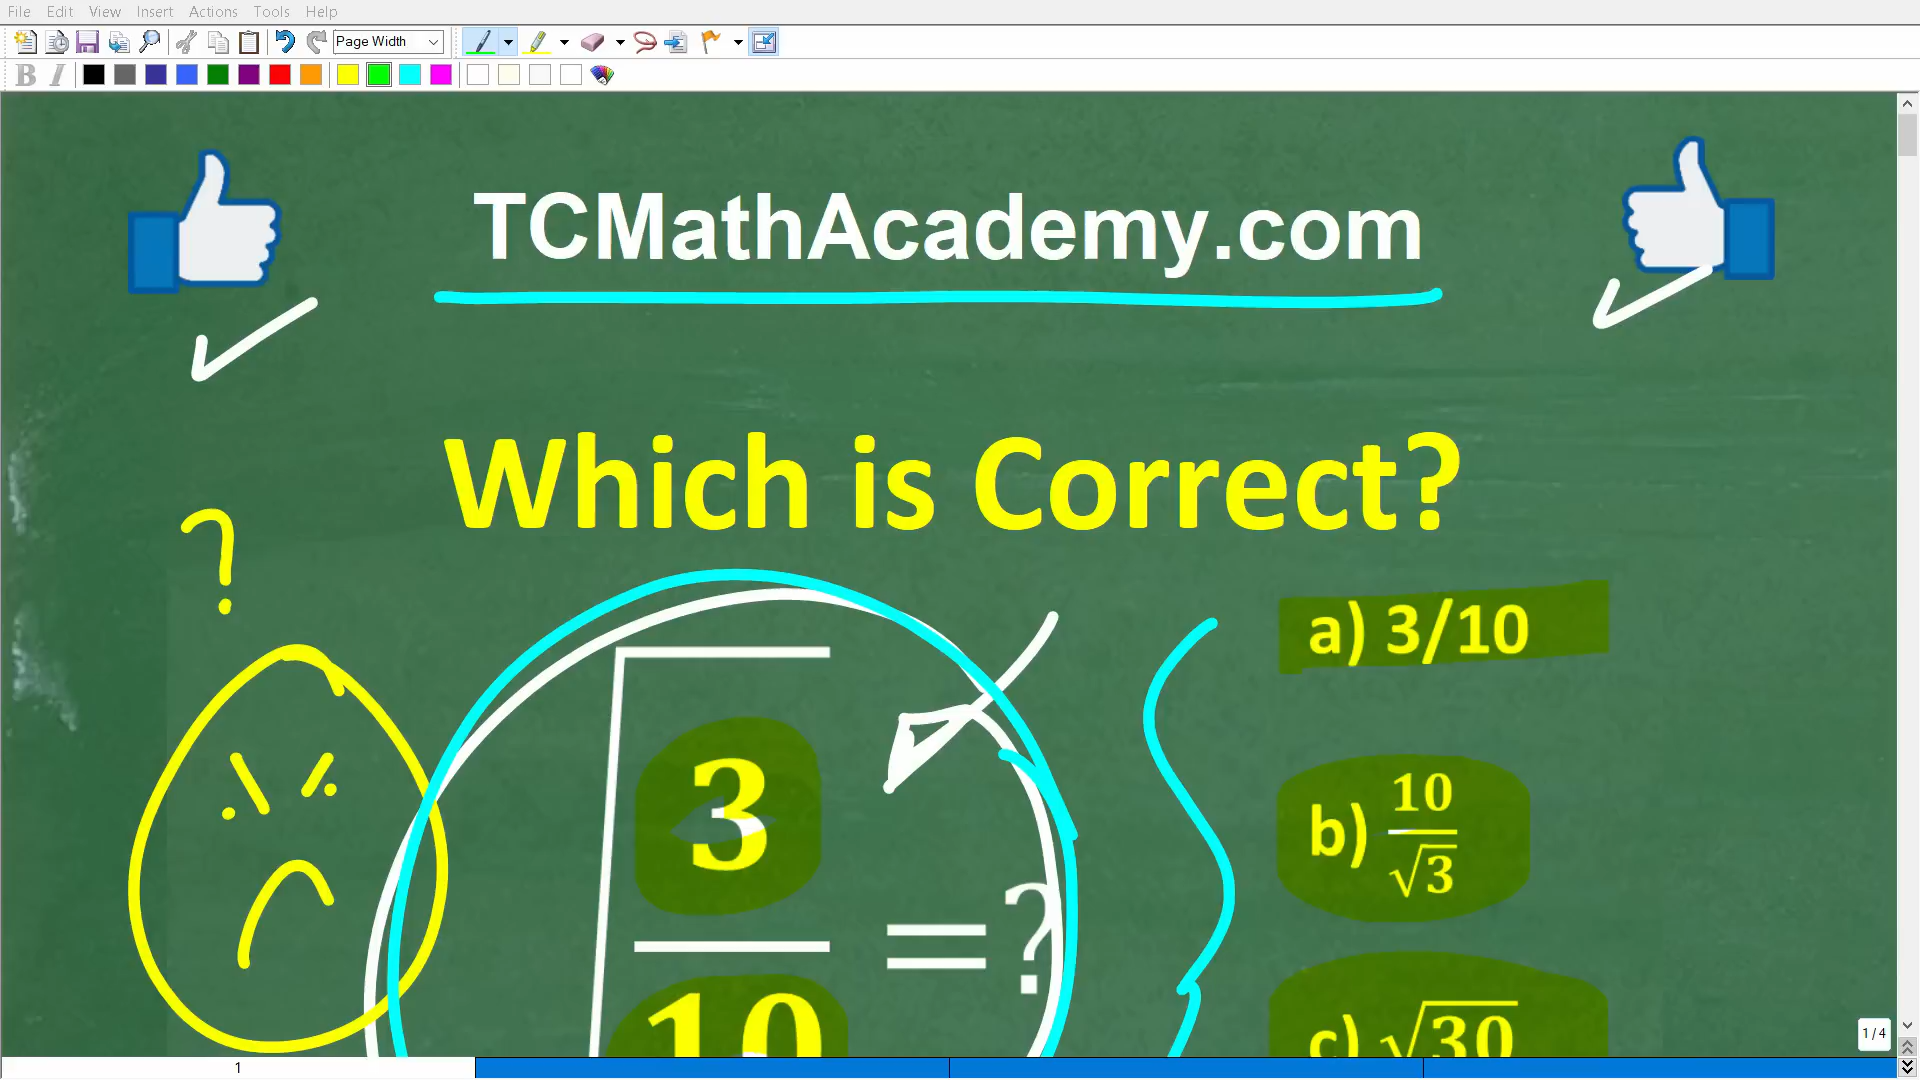 File Edit View Insert Actions Tools Help
Page Width
B I
TCMathAcademy.com
Which is Correct?
?
√3/10 = ?
a) 3/10
b) 10/√3
c) √30
1 / 4
1